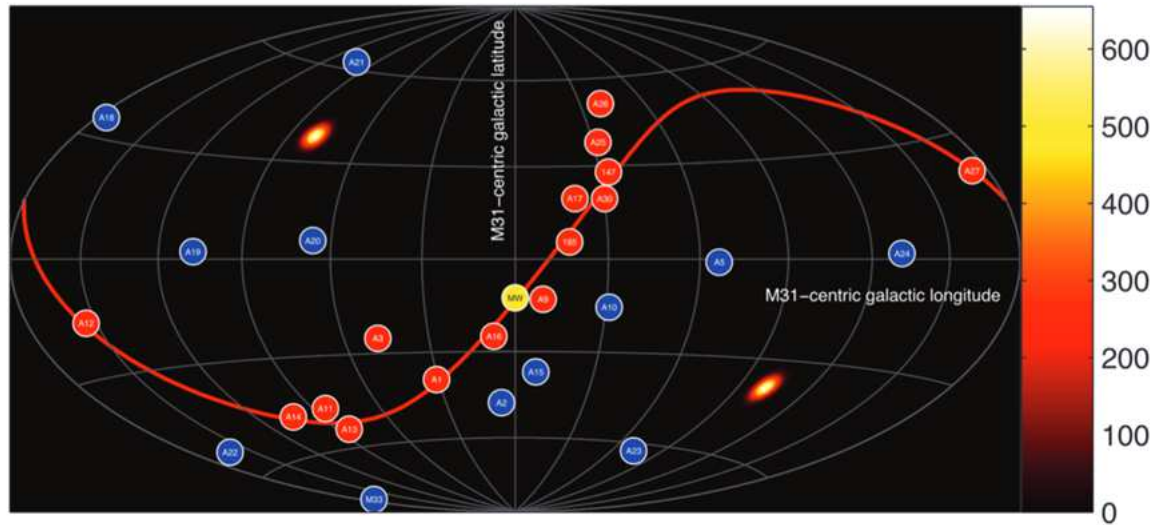 M31-centric galactic latitude
M31-centric galactic longitude
A21
A18
A26
A25
147
A27
A17
A30
185
A19
A20
A5
A24
MW
A9
A10
A12
A3
A16
A15
A1
A2
A14
A11
A13
A22
A23
M33
600
500
400
300
200
100
0